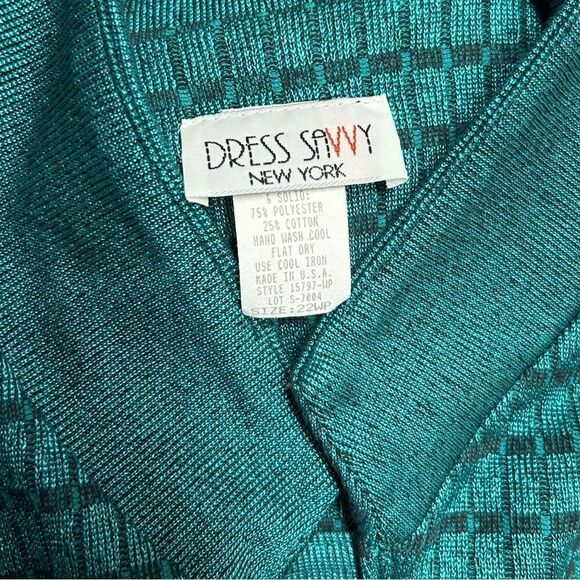 DRESS SAVVY
NEW YORK
& SOLID:
75% POLYESTER
25% COTTON
HAND WASH COOL
FLAT DRY
USE COOL IRON
MADE IN U.S.A.
STYLE 15797-WP
LOT S-7004
SIZE:22WP